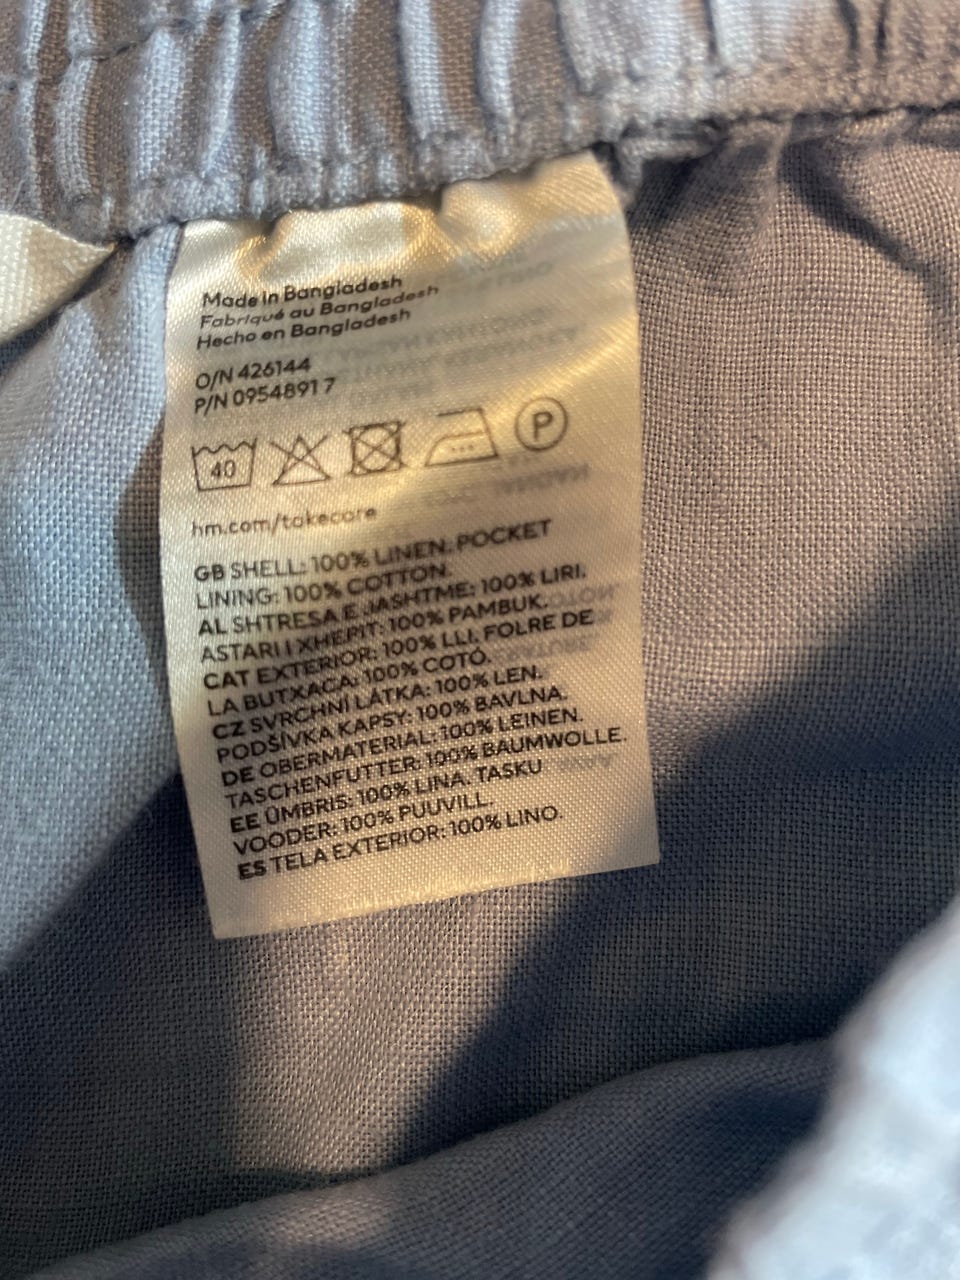 Made in Bangladesh
Fabriqué au Bangladesh
Hecho en Bangladesh
O/N 426144
P/N 0954891 7
40
P
hm.com/takecare
GB SHELL: 100% LINEN. POCKET
LINING: 100% COTTON.
AL SHTRESA E JASHTME: 100% LIRI.
ASTARI I XHEPIT: 100% PAMBUK.
CAT EXTERIOR: 100% LLI. FOLRE DE
LA BUTXACA: 100% COTÓ.
CZ SVRCHNÍ LÁTKA: 100% LEN.
PODŠÍVKA KAPSY: 100% BAVLNA.
DE OBERMATERIAL: 100% LEINEN.
TASCHENFUTTER: 100% BAUMWOLLE.
EE ÜMBRIS: 100% LINA. TASKU
VOODER: 100% PUUVILL.
ES TELA EXTERIOR: 100% LINO.